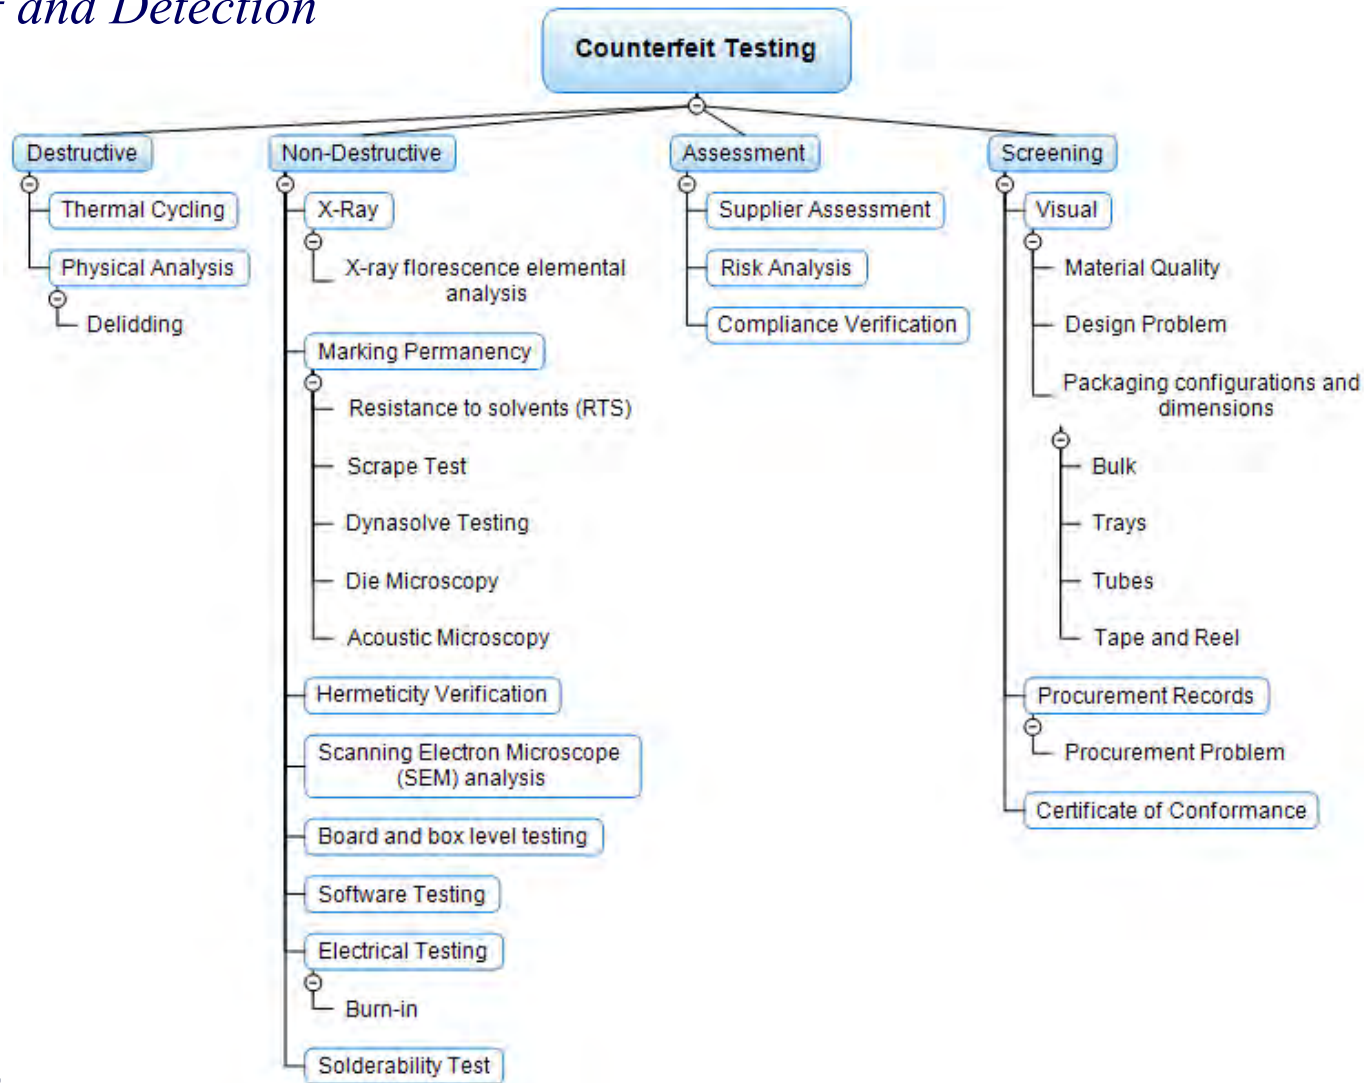 and Detection
Counterfeit Testing
Destructive
Thermal Cycling
Physical Analysis
Delidding
Non-Destructive
X-Ray
X-ray florescence elemental
analysis
Marking Permanency
Resistance to solvents (RTS)
Scrape Test
Dynasolve Testing
Die Microscopy
Acoustic Microscopy
Hermeticity Verification
Scanning Electron Microscope
(SEM) analysis
Board and box level testing
Software Testing
Electrical Testing
Burn-in
Solderability Test
Assessment
Supplier Assessment
Risk Analysis
Compliance Verification
Screening
Visual
Material Quality
Design Problem
Packaging configurations and
dimensions
Bulk
Trays
Tubes
Tape and Reel
Procurement Records
Procurement Problem
Certificate of Conformance